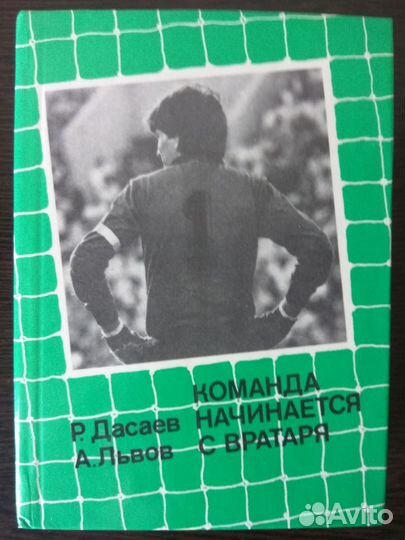 1
Р. Дасаев
А. Львов
КОМАНДА
НАЧИНАЕТСЯ
С ВРАТАРЯ
Avito